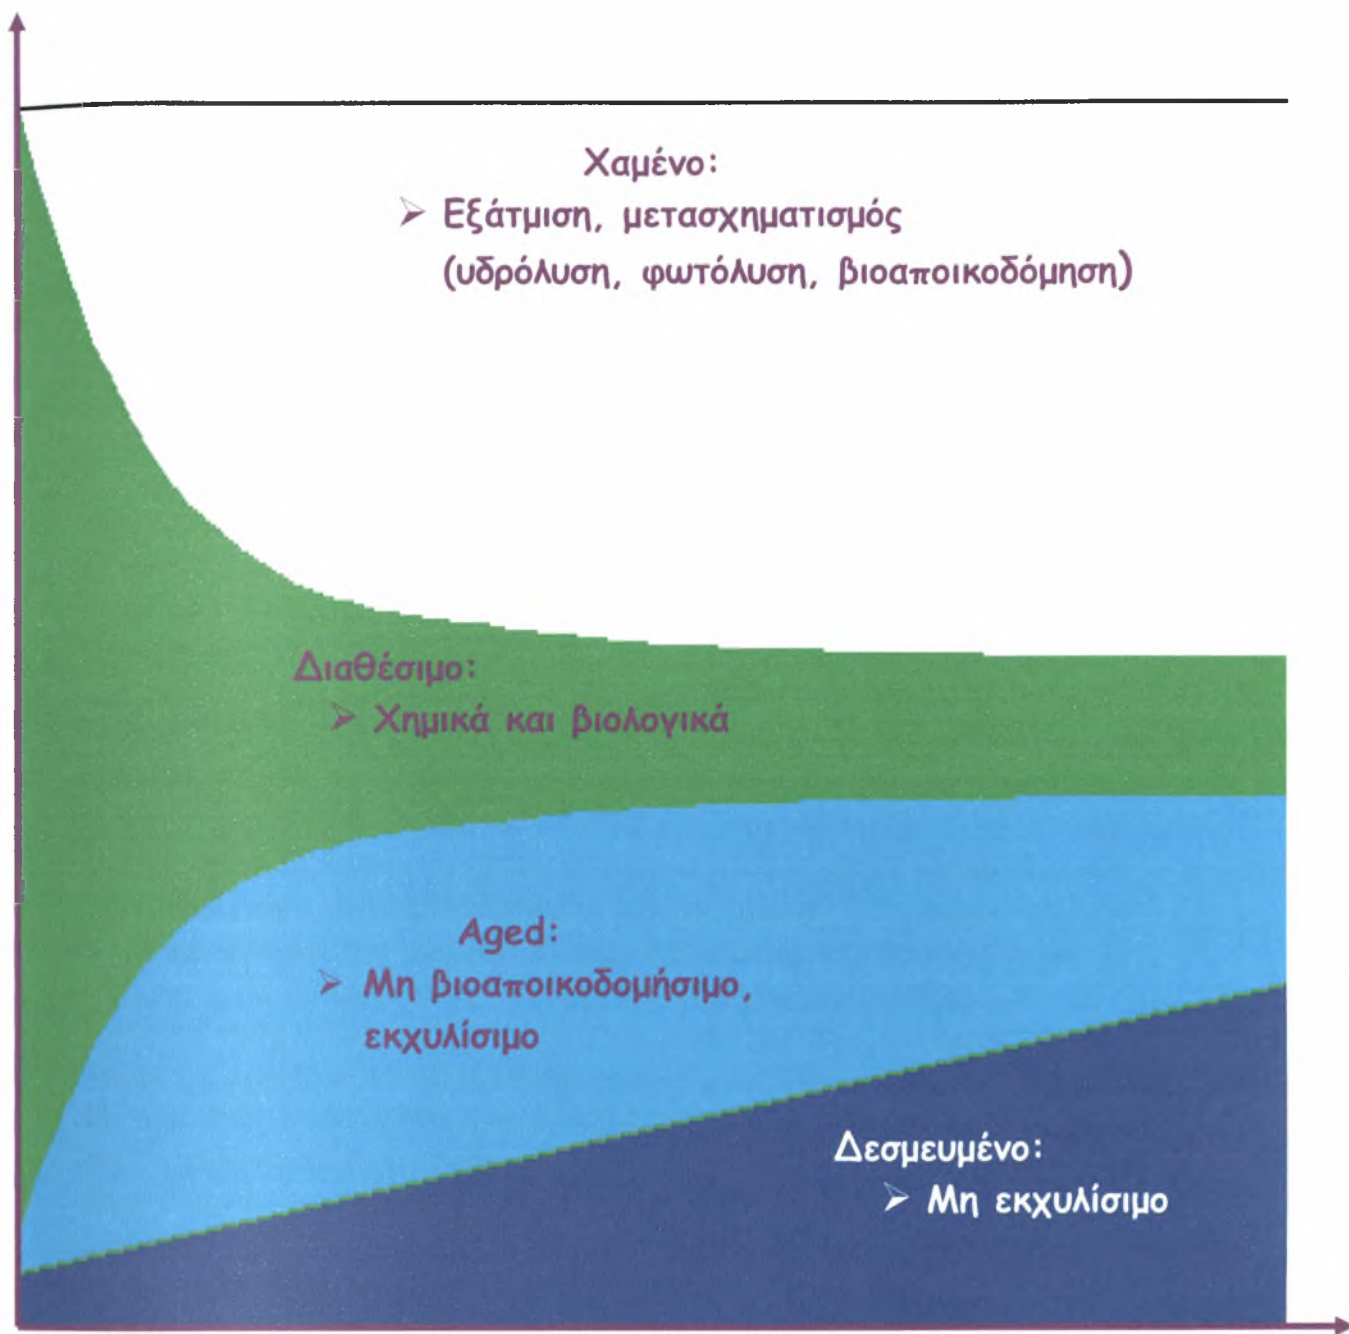 Χαμένο:
➢ Εξάτμιση, μετασχηματισμός
(υδρόλυση, φωτόλυση, βιοαποικοδόμηση)
Διαθέσιμο:
➢ Χημικά και βιολογικά
Aged:
➢ Μη βιοαποικοδομήσιμο,
εκχυλίσιμο
Δεσμευμένο:
➢ Μη εκχυλίσιμο